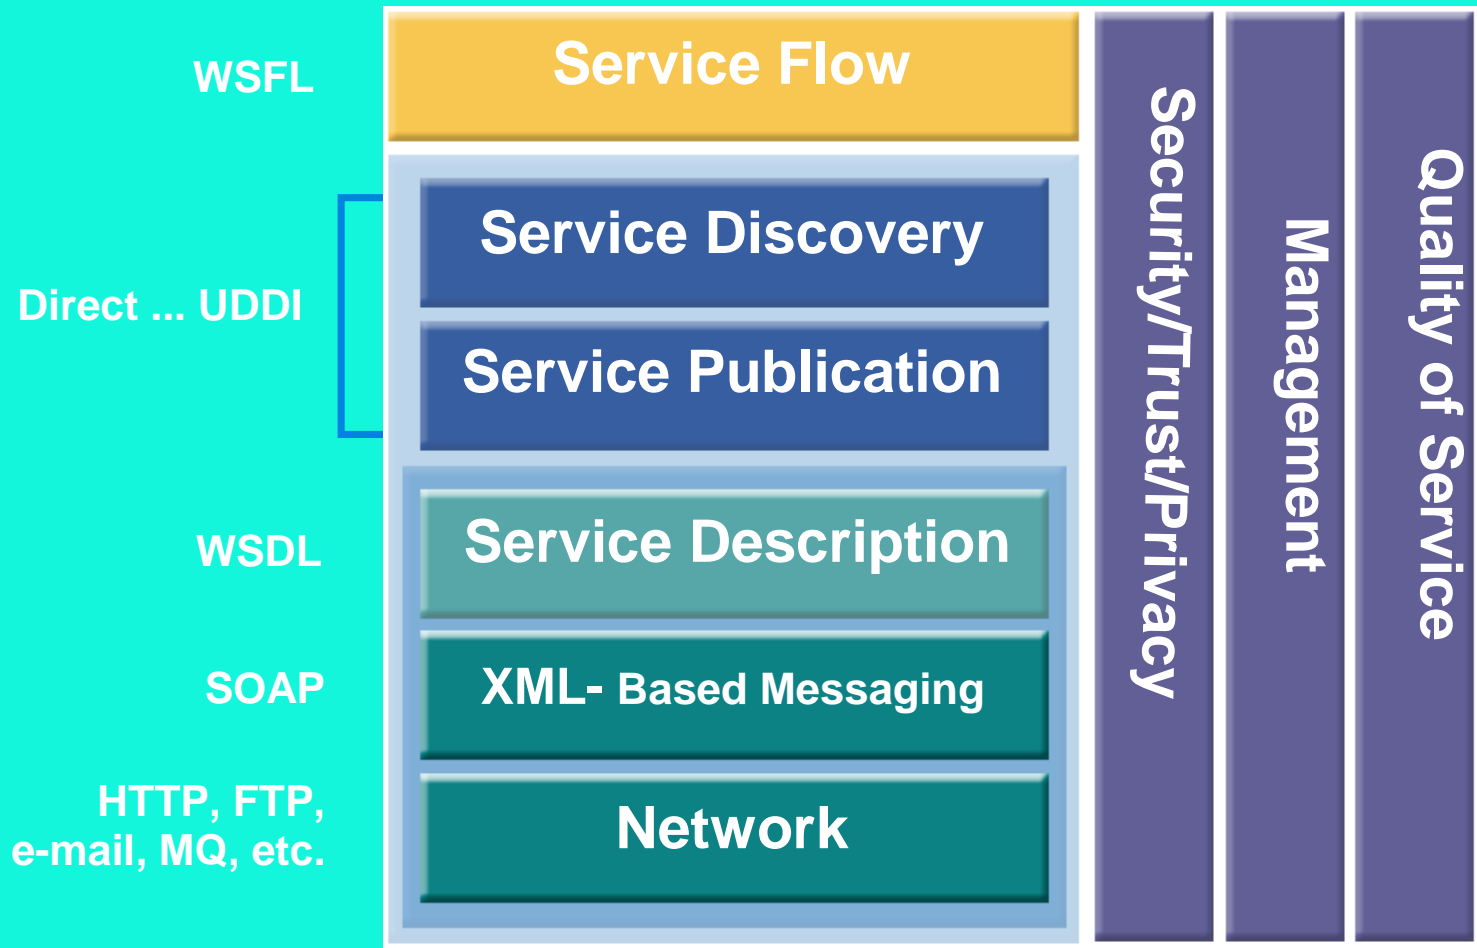 WSFL
Service Flow
Direct ... UDDI
Service Discovery
Service Publication
WSDL
Service Description
SOAP
XML- Based Messaging
HTTP, FTP,
e-mail, MQ, etc.
Network
Security/Trust/Privacy
Management
Quality of Service